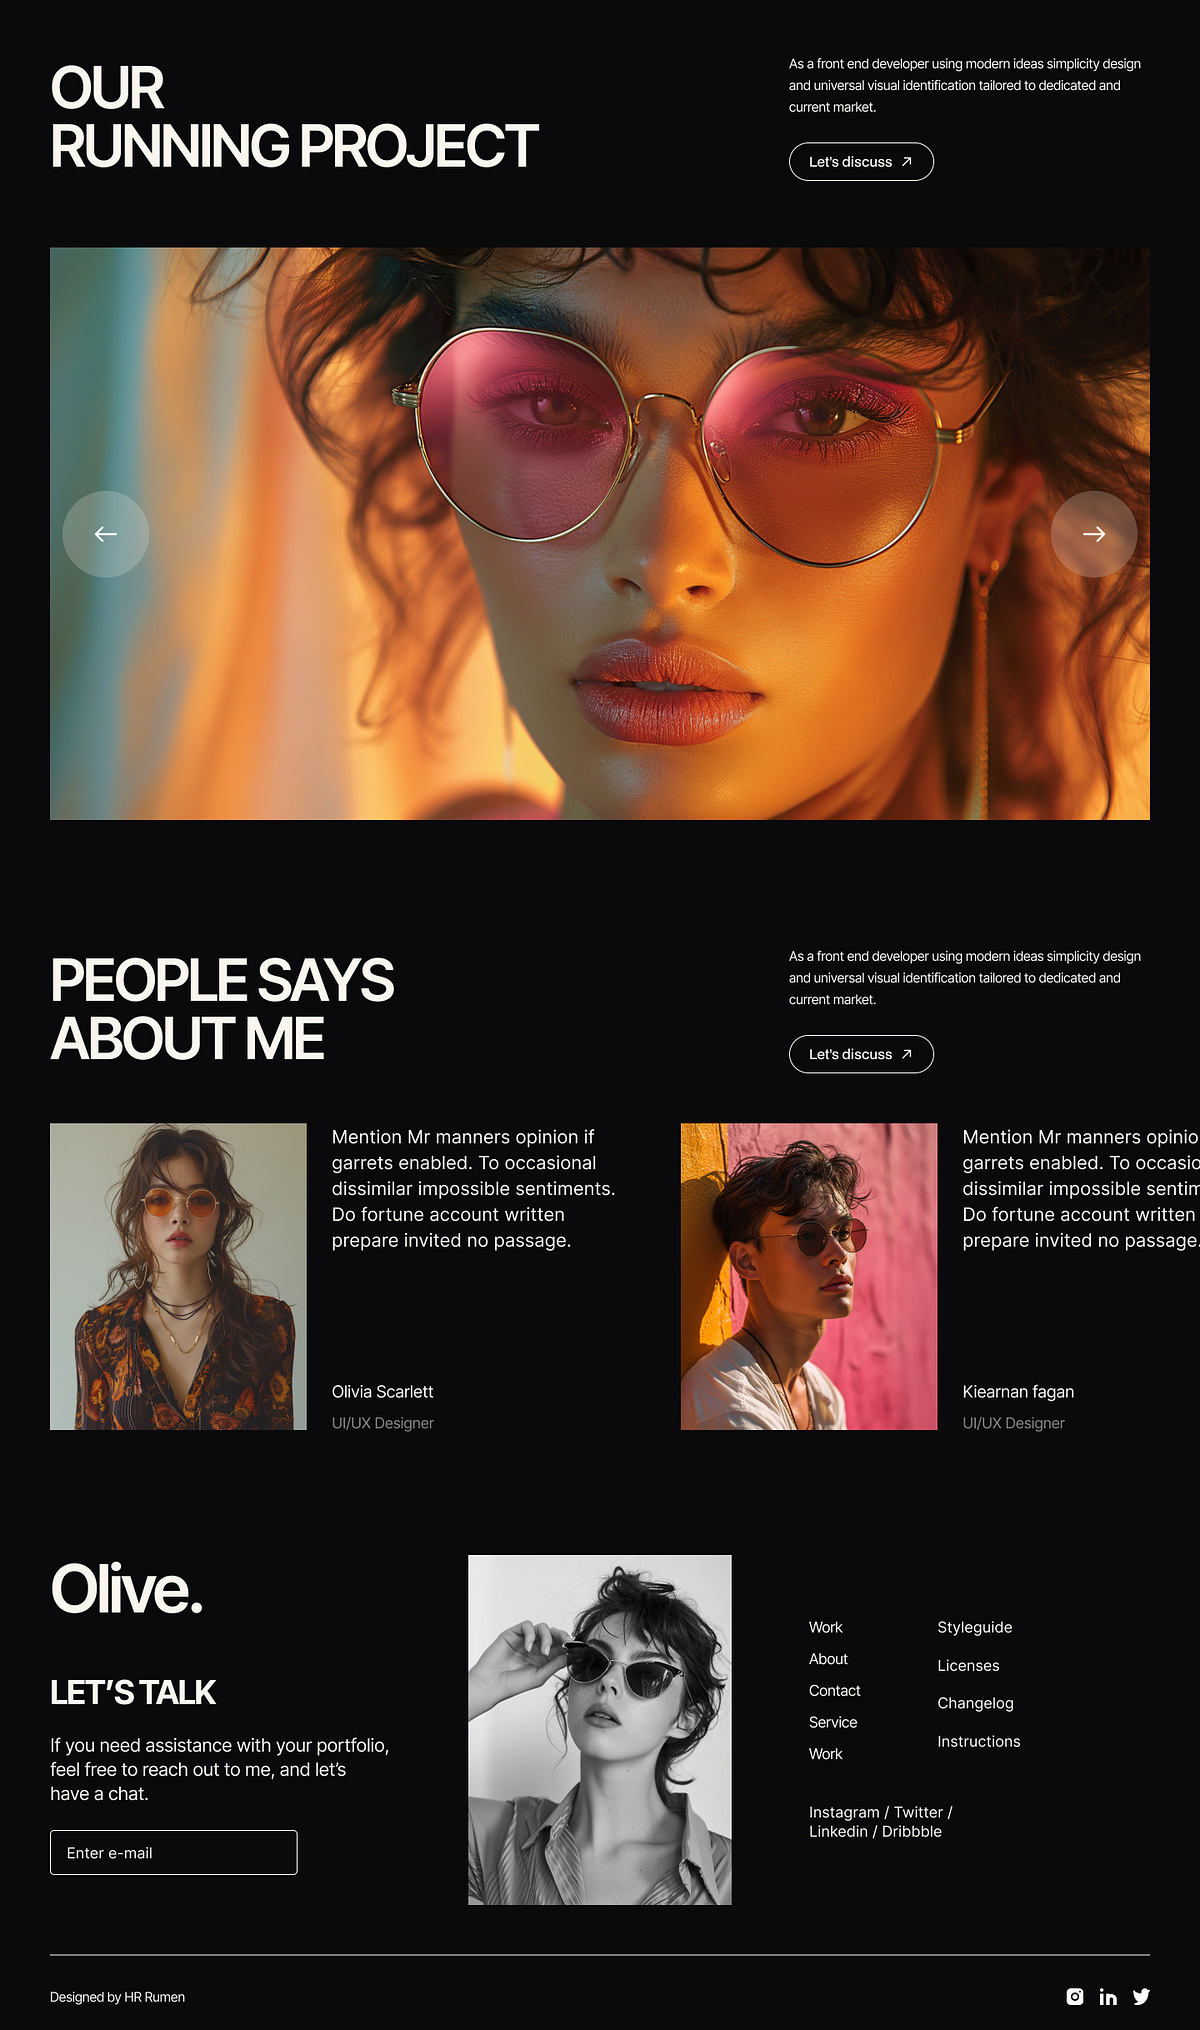 OUR
RUNNING PROJECT
As a front end developer using modern ideas simplicity design
and universal visual identification tailored to dedicated and
current market.
Let's discuss
PEOPLE SAYS
ABOUT ME
As a front end developer using modern ideas simplicity design
and universal visual identification tailored to dedicated and
current market.
Let's discuss
Mention Mr manners opinion if
garrets enabled. To occasional
dissimilar impossible sentiments.
Do fortune account written
prepare invited no passage.
Olivia Scarlett
UI/UX Designer
Mention Mr manners opinio
garrets enabled. To occasio
dissimilar impossible sentim
Do fortune account written
prepare invited no passage.
Kiearnan fagan
UI/UX Designer
Olive.
LET’S TALK
If you need assistance with your portfolio,
feel free to reach out to me, and let’s
have a chat.
Enter e-mail
Work
About
Contact
Service
Work
Styleguide
Licenses
Changelog
Instructions
Instagram / Twitter /
Linkedin / Dribbble
Designed by HR Rumen